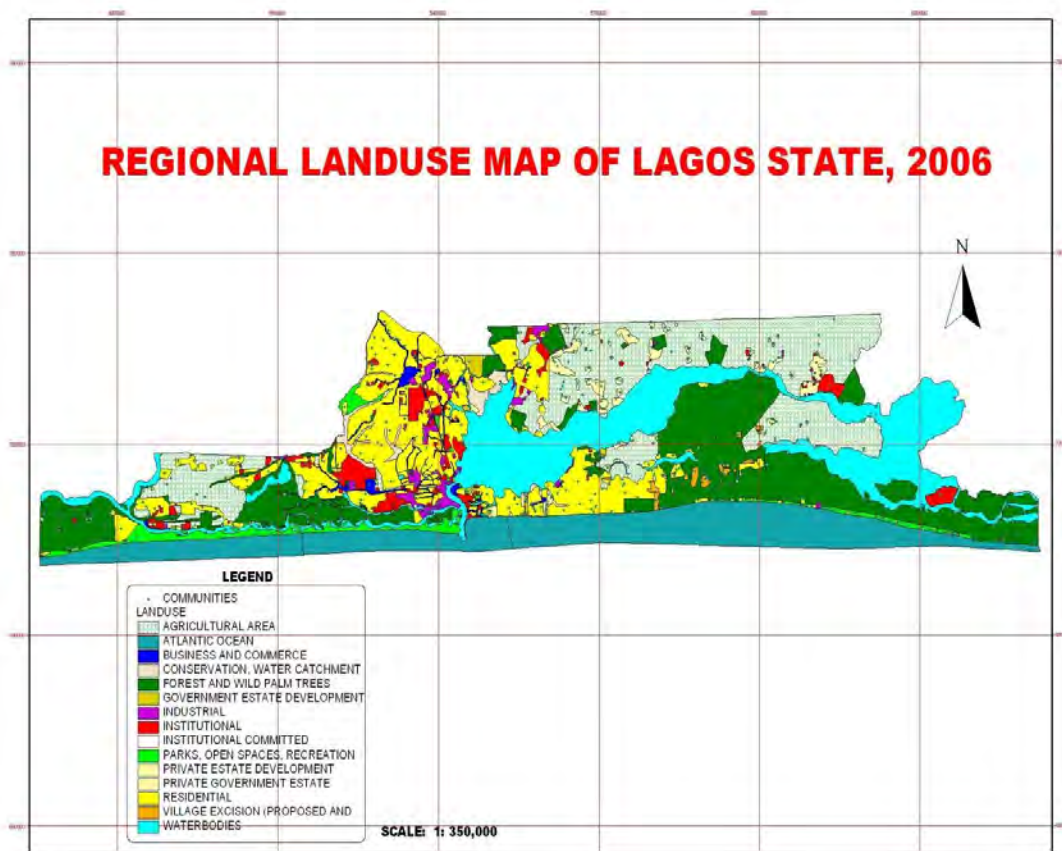 REGIONAL LANDUSE MAP OF LAGOS STATE, 2006
N
LEGEND
COMMUNITIES
LANDUSE
AGRICULTURAL AREA
ATLANTIC OCEAN
BUSINESS AND COMMERCE
CONSERVATION, WATER CATCHMENT
FOREST AND WILD PALM TREES
GOVERNMENT ESTATE DEVELOPMENT
INDUSTRIAL
INSTITUTIONAL
INSTITUTIONAL COMMITTED
PARKS, OPEN SPACES, RECREATION
PRIVATE ESTATE DEVELOPMENT
PRIVATE GOVERNMENT ESTATE
RESIDENTIAL
VILLAGE EXCISION (PROPOSED AND
WATERBODIES
SCALE: 1: 350,000